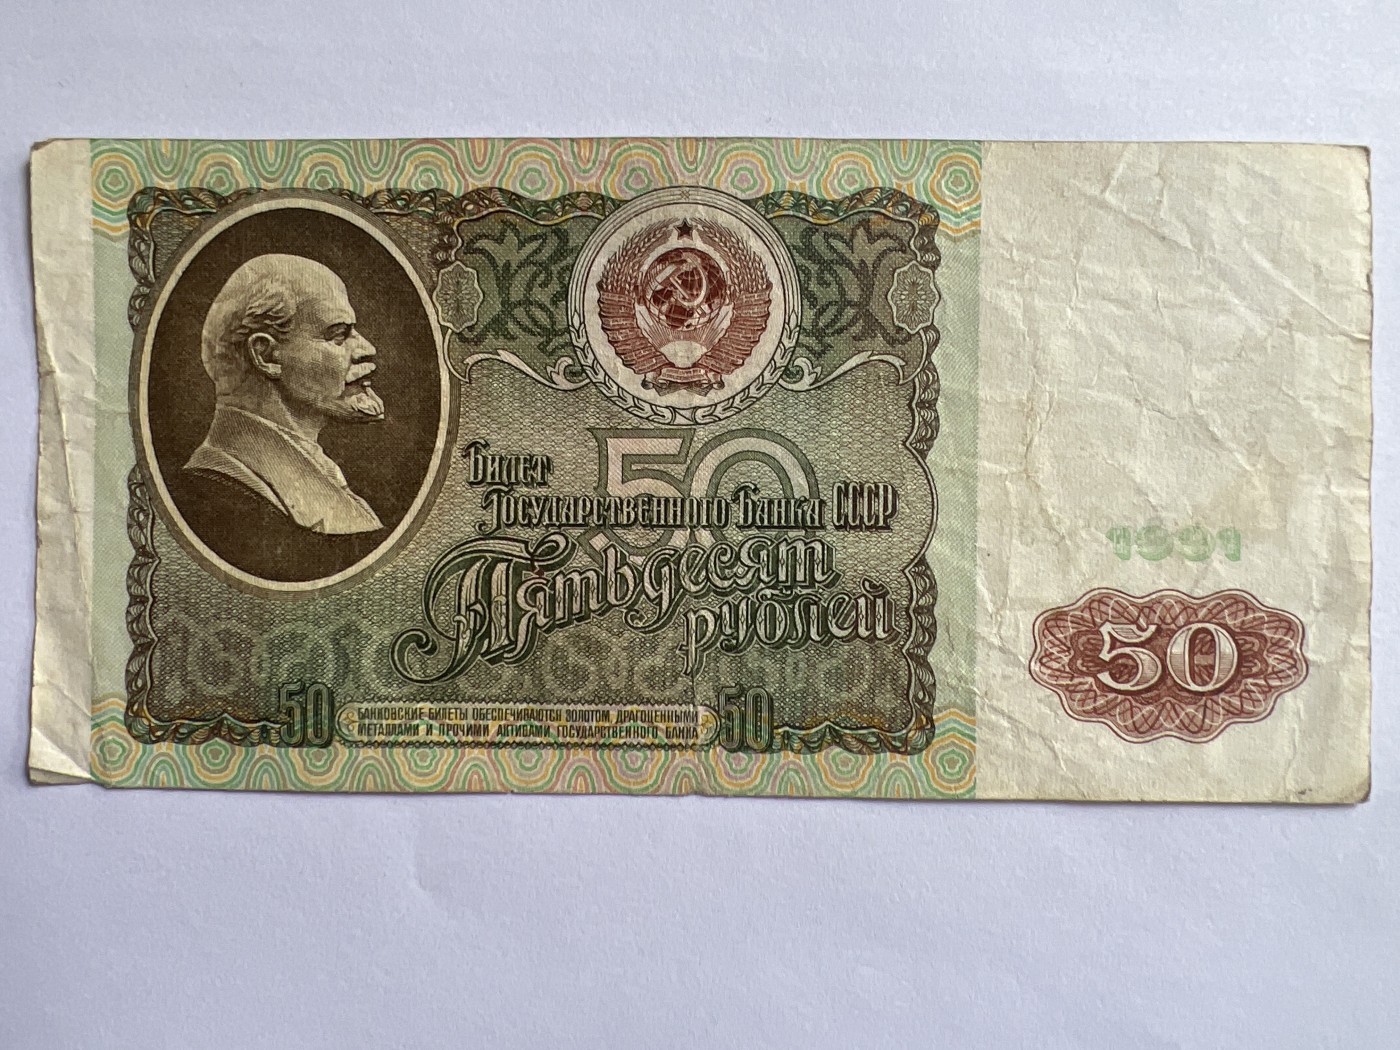 50
Билет
Государственного Банка СССР
Пятьдесят
рублей
50
БАНКОВСКИЕ БИЛЕТЫ ОБЕСПЕЧИВАЮТСЯ ЗОЛОТОМ, ДРАГОЦЕННЫМИ
МЕТАЛЛАМИ И ПРОЧИМИ АКТИВАМИ ГОСУДАРСТВЕННОГО БАНКА
50
1991
50